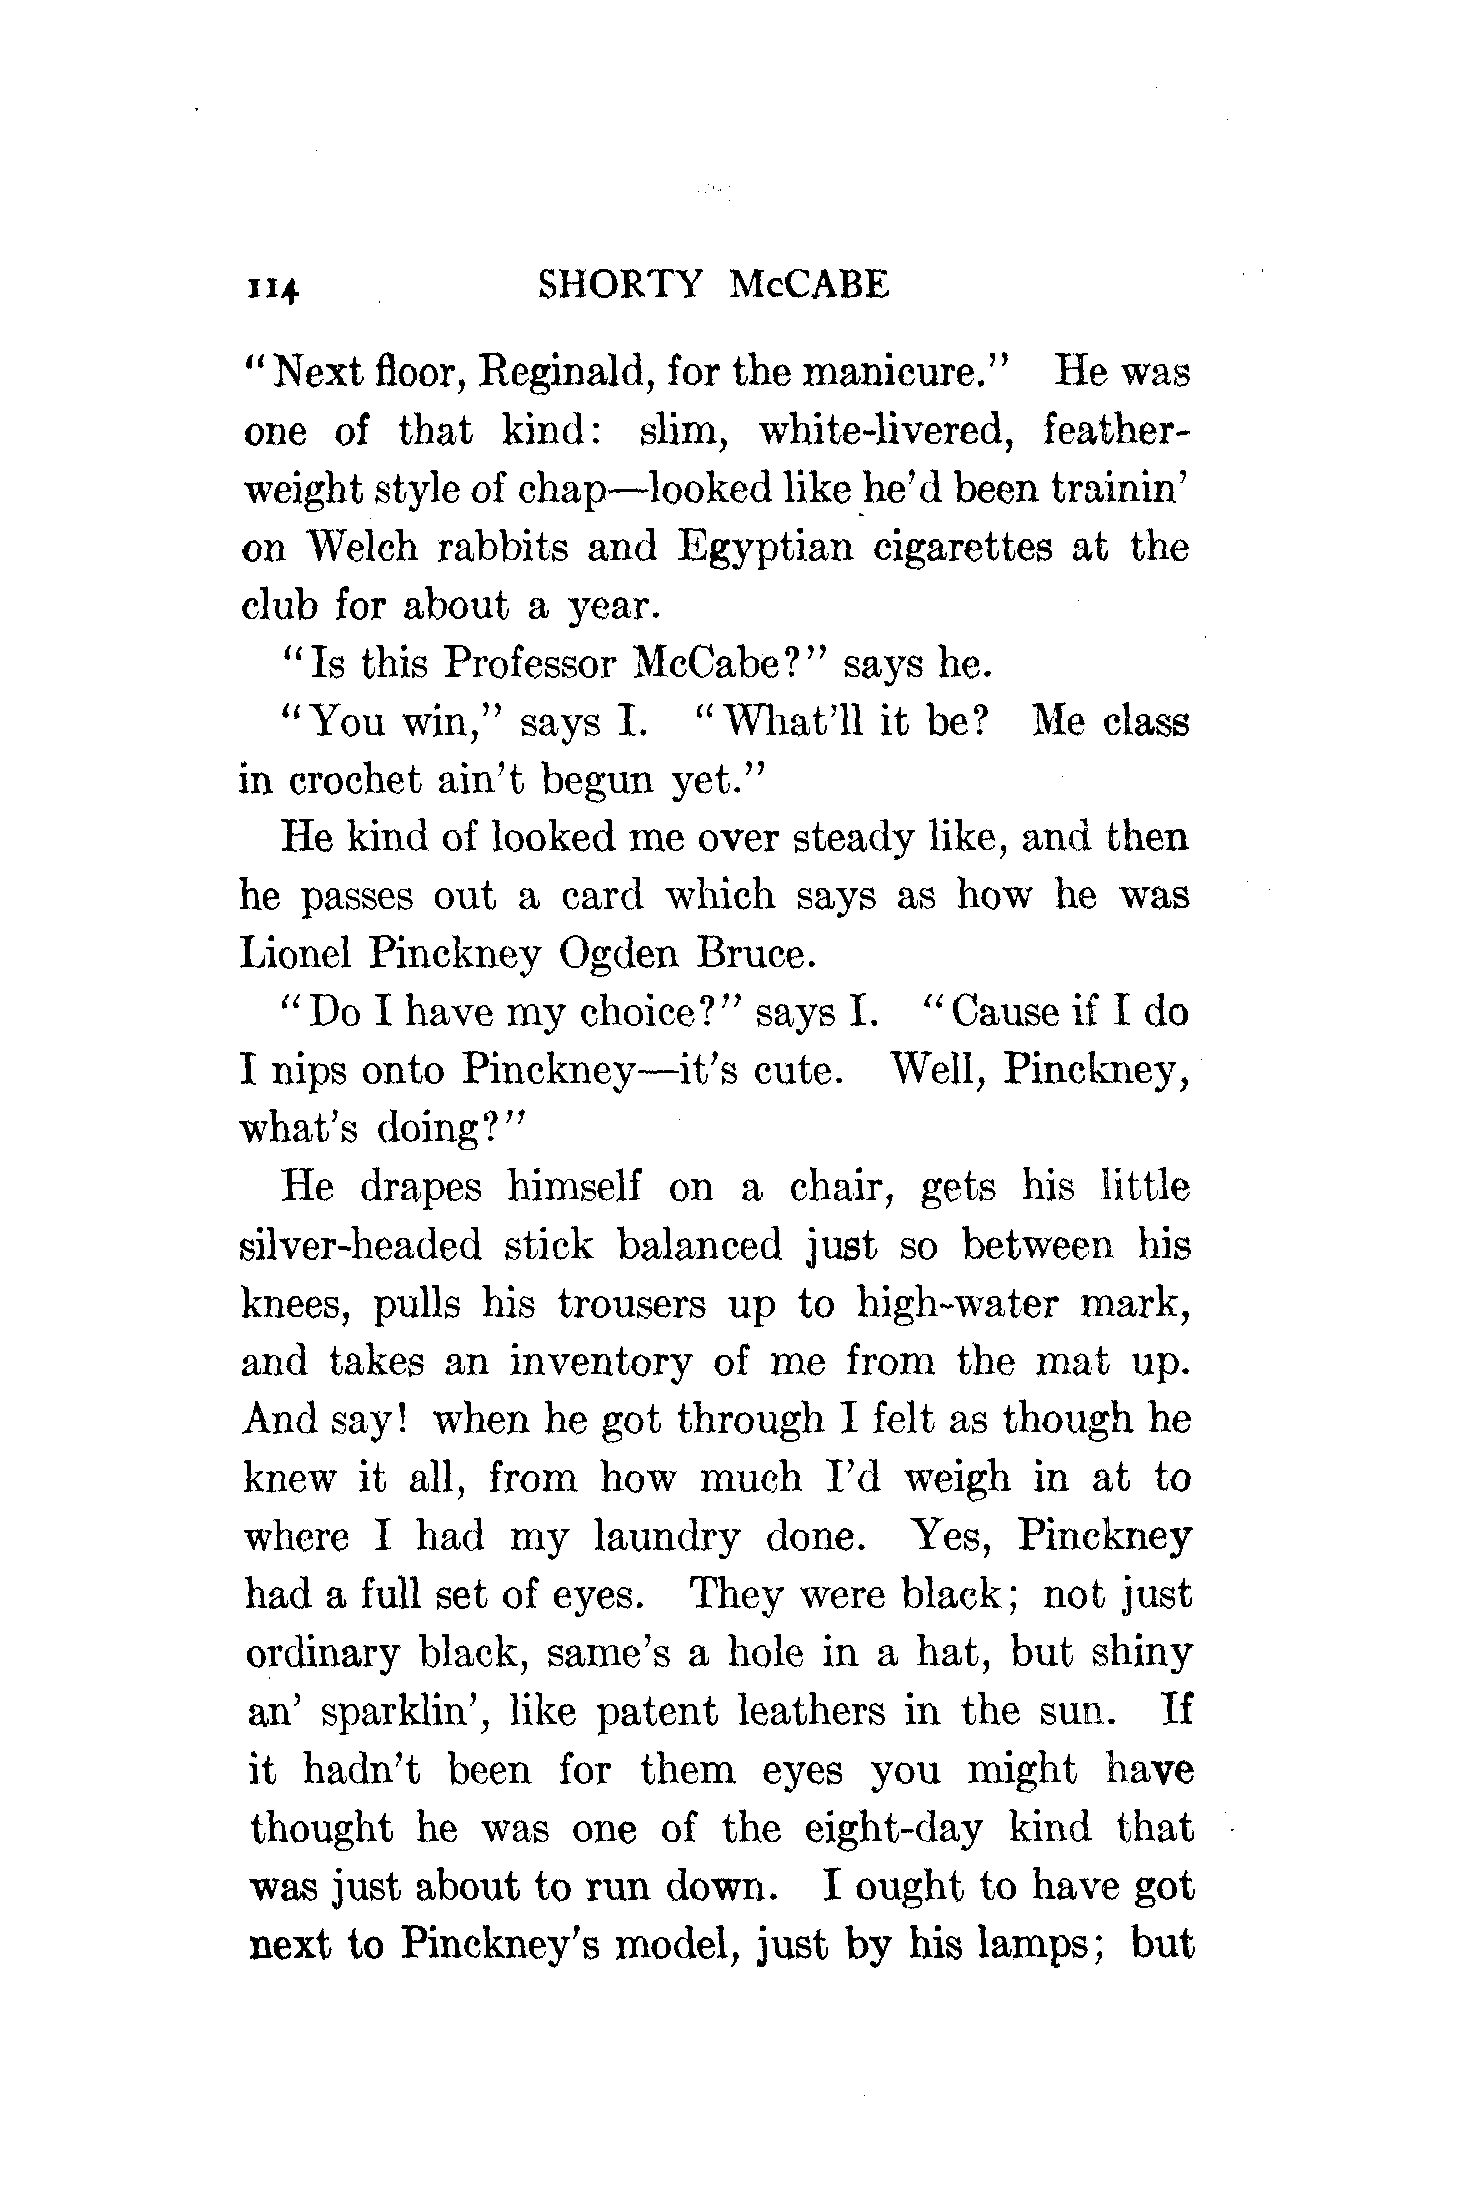 114 SHORTY McCABE
"Next floor, Reginald, for the manicure." He was
one of that kind: slim, white-livered, feather-
weight style of chap—looked like he'd been trainin'
on Welch rabbits and Egyptian cigarettes at the
club for about a year.
"Is this Professor McCabe?" says he.
"You win," says I. "What'll it be? Me class
in crochet ain't begun yet."
He kind of looked me over steady like, and then
he passes out a card which says as how he was
Lionel Pinckney Ogden Bruce.
"Do I have my choice?" says I. "Cause if I do
I nips onto Pinckney—it's cute. Well, Pinckney,
what's doing?"
He drapes himself on a chair, gets his little
silver-headed stick balanced just so between his
knees, pulls his trousers up to high-water mark,
and takes an inventory of me from the mat up.
And say! when he got through I felt as though he
knew it all, from how much I'd weigh in at to
where I had my laundry done. Yes, Pinckney
had a full set of eyes. They were black; not just
ordinary black, same's a hole in a hat, but shiny
an' sparklin', like patent leathers in the sun. If
it hadn't been for them eyes you might have
thought he was one of the eight-day kind that
was just about to run down. I ought to have got
next to Pinckney's model, just by his lamps; but